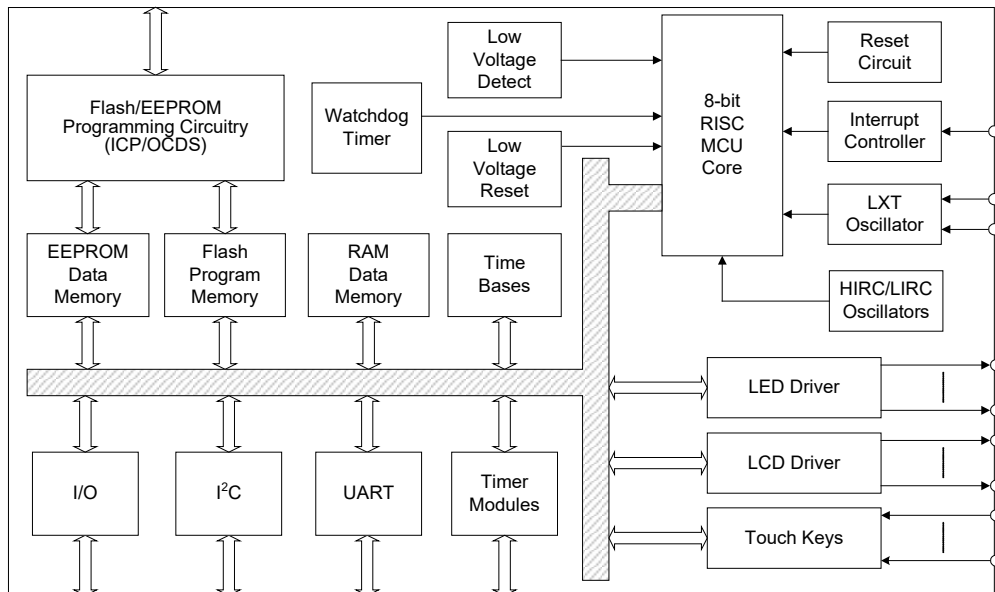 Flash/EEPROM
Programming Circuitry
(ICP/OCDS)
Watchdog
Timer
Low
Voltage
Detect
Low
Voltage
Reset
8-bit
RISC
MCU
Core
Reset
Circuit
Interrupt
Controller
LXT
Oscillator
HIRC/LIRC
Oscillators
EEPROM
Data
Memory
Flash
Program
Memory
RAM
Data
Memory
Time
Bases
LED Driver
LCD Driver
Touch Keys
I/O
I²C
UART
Timer
Modules